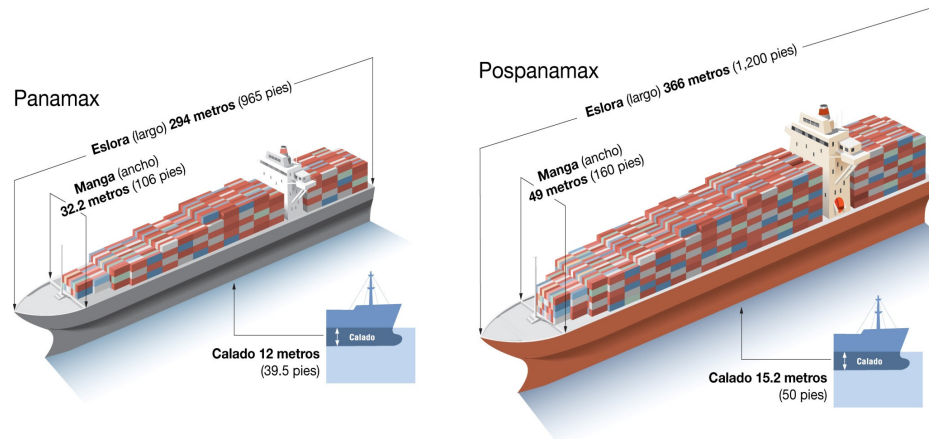 Panamax
Eslora (largo) 294 metros (965 pies)
Manga (ancho)
32.2 metros (106 pies)
Calado
Calado 12 metros
(39.5 pies)
Pospanamax
Eslora (largo) 366 metros (1,200 pies)
Manga (ancho)
49 metros (160 pies)
Calado
Calado 15.2 metros
(50 pies)